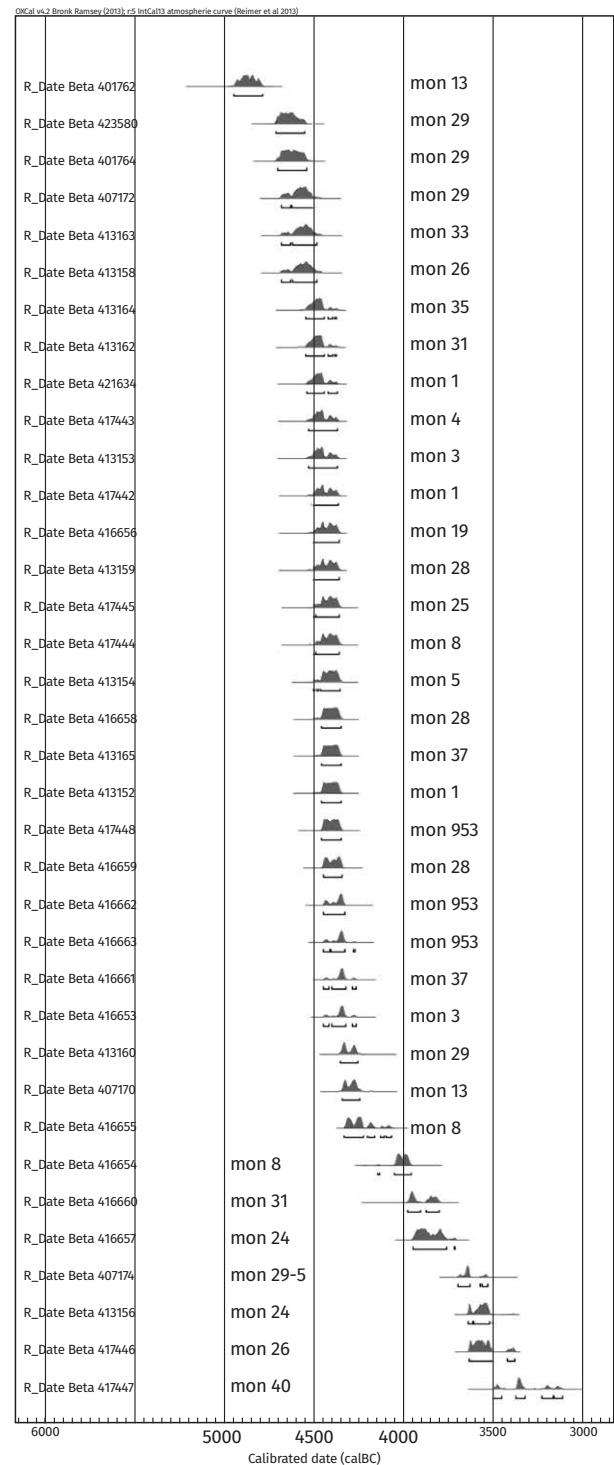 OXCal v4.2 Bronk Ramsey (2013); r:5 IntCal13 atmospherie curve (Reimer et al 2013)
R_Date Beta 401762 mon 13
R_Date Beta 423580 mon 29
R_Date Beta 401764 mon 29
R_Date Beta 407172 mon 29
R_Date Beta 413163 mon 33
R_Date Beta 413158 mon 26
R_Date Beta 413164 mon 35
R_Date Beta 413162 mon 31
R_Date Beta 421634 mon 1
R_Date Beta 417443 mon 4
R_Date Beta 413153 mon 3
R_Date Beta 417442 mon 1
R_Date Beta 416656 mon 19
R_Date Beta 413159 mon 28
R_Date Beta 417445 mon 25
R_Date Beta 417444 mon 8
R_Date Beta 413154 mon 5
R_Date Beta 416658 mon 28
R_Date Beta 413165 mon 37
R_Date Beta 413152 mon 1
R_Date Beta 417448 mon 953
R_Date Beta 416659 mon 28
R_Date Beta 416662 mon 953
R_Date Beta 416663 mon 953
R_Date Beta 416661 mon 37
R_Date Beta 416653 mon 3
R_Date Beta 413160 mon 29
R_Date Beta 407170 mon 13
R_Date Beta 416655 mon 8
R_Date Beta 416654 mon 8
R_Date Beta 416660 mon 31
R_Date Beta 416657 mon 24
R_Date Beta 407174 mon 29-5
R_Date Beta 413156 mon 24
R_Date Beta 417446 mon 26
R_Date Beta 417447 mon 40
6000 5000 4500 4000 3500 3000
Calibrated date (calBC)